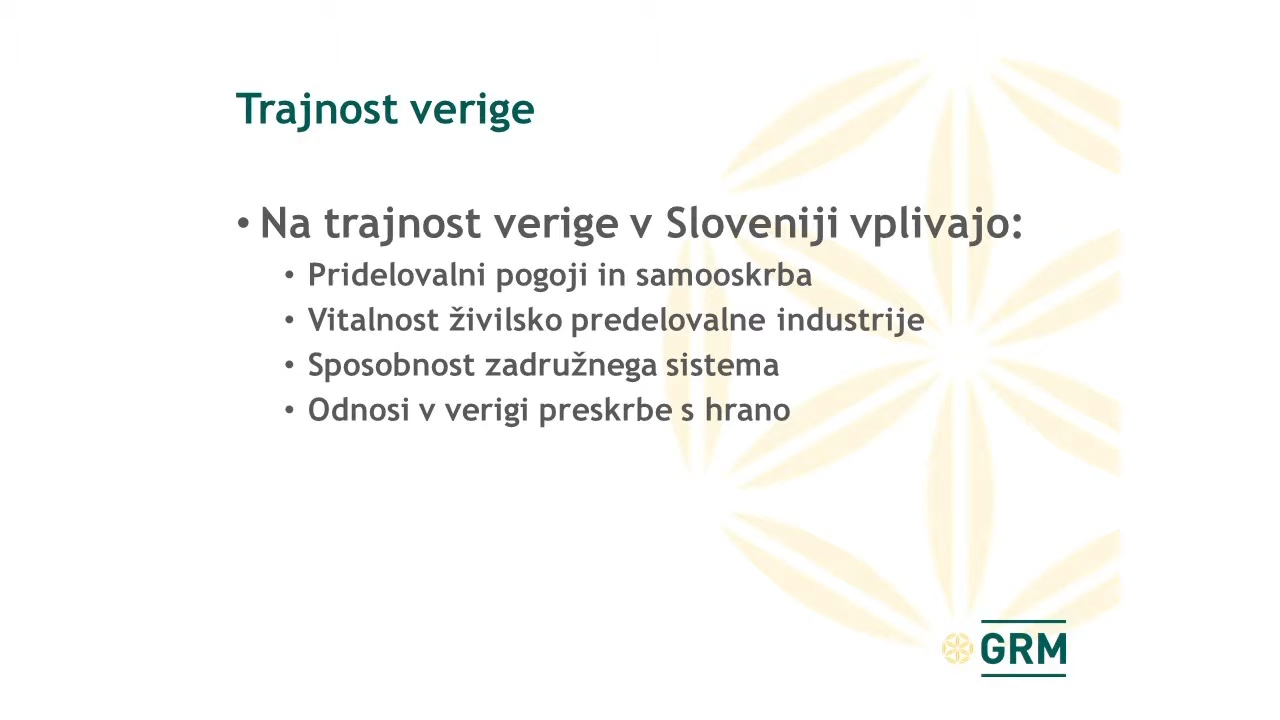 Trajnost verige
• Na trajnost verige v Sloveniji vplivajo:
• Pridelovalni pogoji in samooskrba
• Vitalnost živilsko predelovalne industrije
• Sposobnost zadružnega sistema
• Odnosi v verigi preskrbe s hrano
GRM